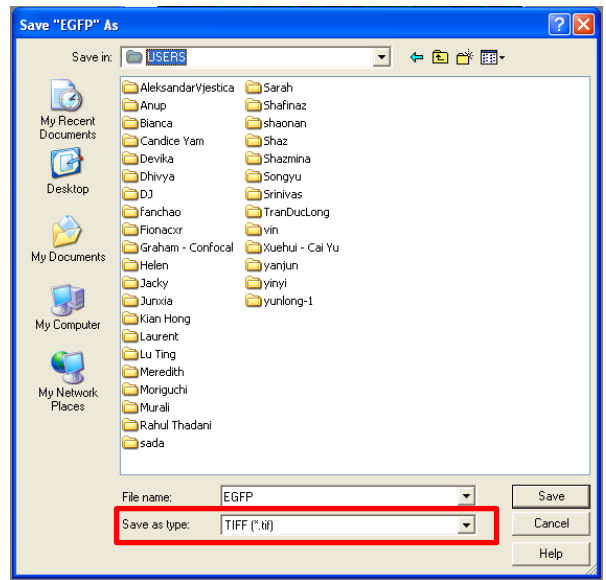 Save "EGFP" As
Save in: USERS
My Recent
Documents
Desktop
My Documents
My Computer
My Network
Places
AleksandarVjestica
Anup
Bianca
Candice Yam
Devika
Dhivya
DJ
fanchao
Fionacxr
Graham - Confocal
Helen
Jacky
Junxia
Kian Hong
Laurent
Lu Ting
Meredith
Moriguchi
Murali
Rahul Thadani
sada
Sarah
Shafinaz
shaonan
Shaz
Shazmina
Songyu
Srinivas
TranDucLong
vin
Xuehui - Cai Yu
yanjun
yinyi
yunlong-1
File name: EGFP Save
Save as type: TIFF (*.tif) Cancel
Help